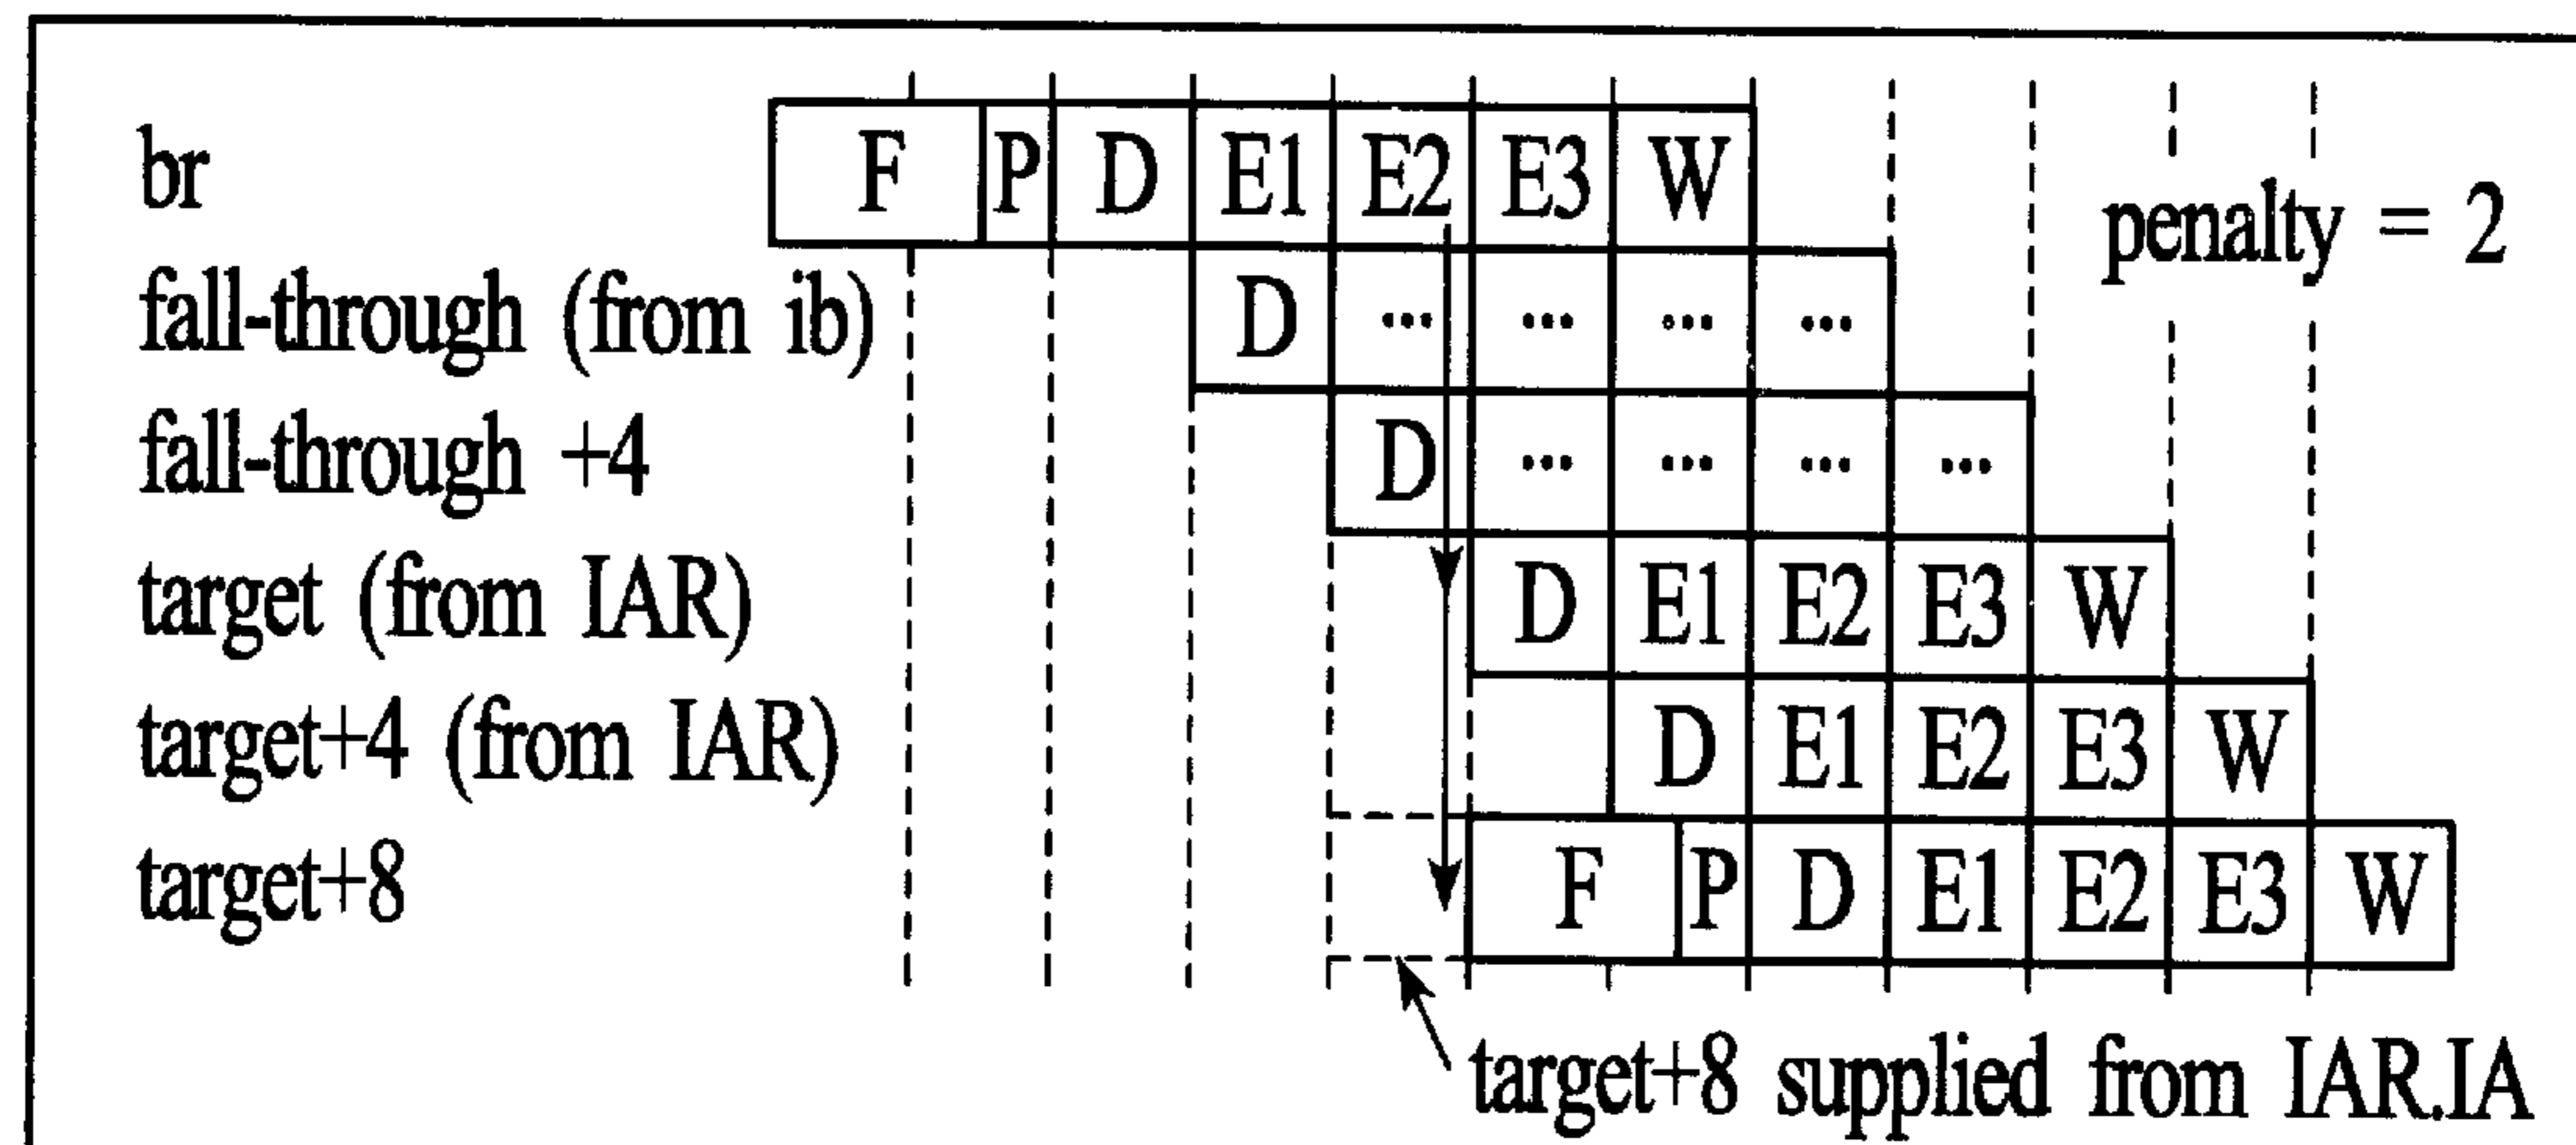 br F P D E1 E2 E3 W
penalty = 2
fall-through (from ib) D ... ... ... ...
fall-through +4 D ... ... ... ...
target (from IAR) D E1 E2 E3 W
target+4 (from IAR) D E1 E2 E3 W
target+8 F P D E1 E2 E3 W
target+8 supplied from IAR.IA